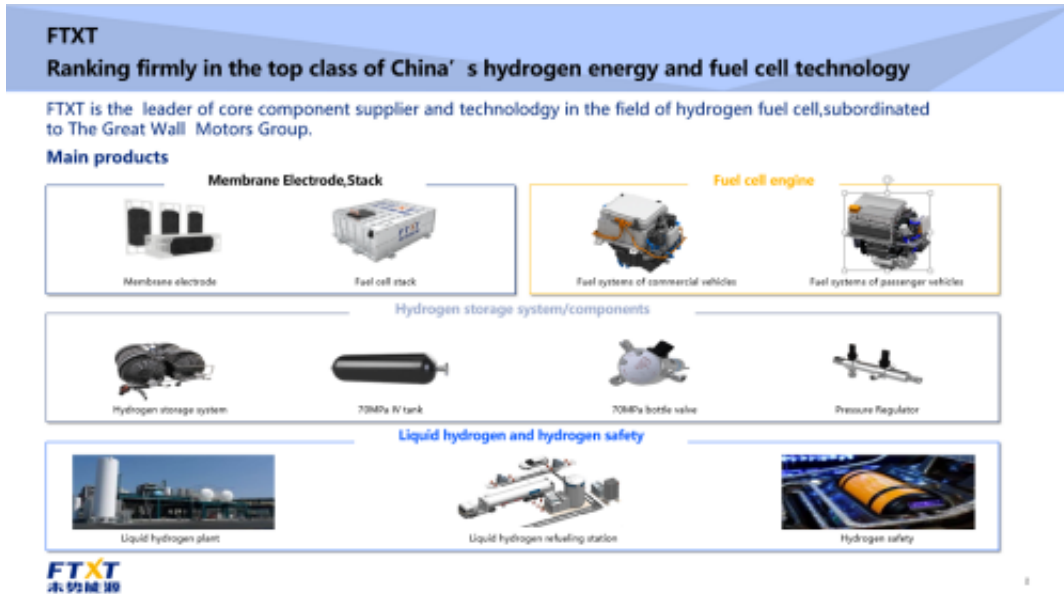 FTXT
Ranking firmly in the top class of China's hydrogen energy and fuel cell technology
FTXT is the leader of core component supplier and technolodgy in the field of hydrogen fuel cell,subordinated
to The Great Wall Motors Group.
Main products
Membrane Electrode,Stack
Fuel cell engine
FTXT
Membrane electrode
Fuel cell stack
Fuel systems of commercial vehicles
Fuel systems of passenger vehicles
Hydrogen storage system/components
Hydrogen storage system
70MPa IV tank
70MPa bottle valve
Pressure Regulator
Liquid hydrogen and hydrogen safety
Liquid hydrogen plant
Liquid hydrogen refueling station
Hydrogen safety
FTXT
未势能源